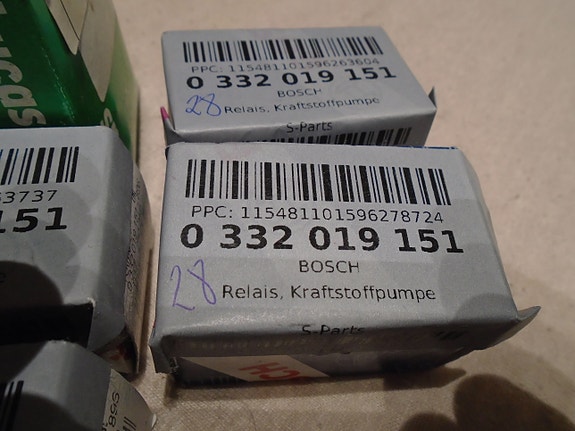 PPC: 115481101596263604
0 332 019 151
BOSCH
28 Relais, Kraftstoffpumpe
S-Parts
PPC: 115481101596278724
0 332 019 151
BOSCH
28 Relais, Kraftstoffpumpe
S-Parts
63737
151